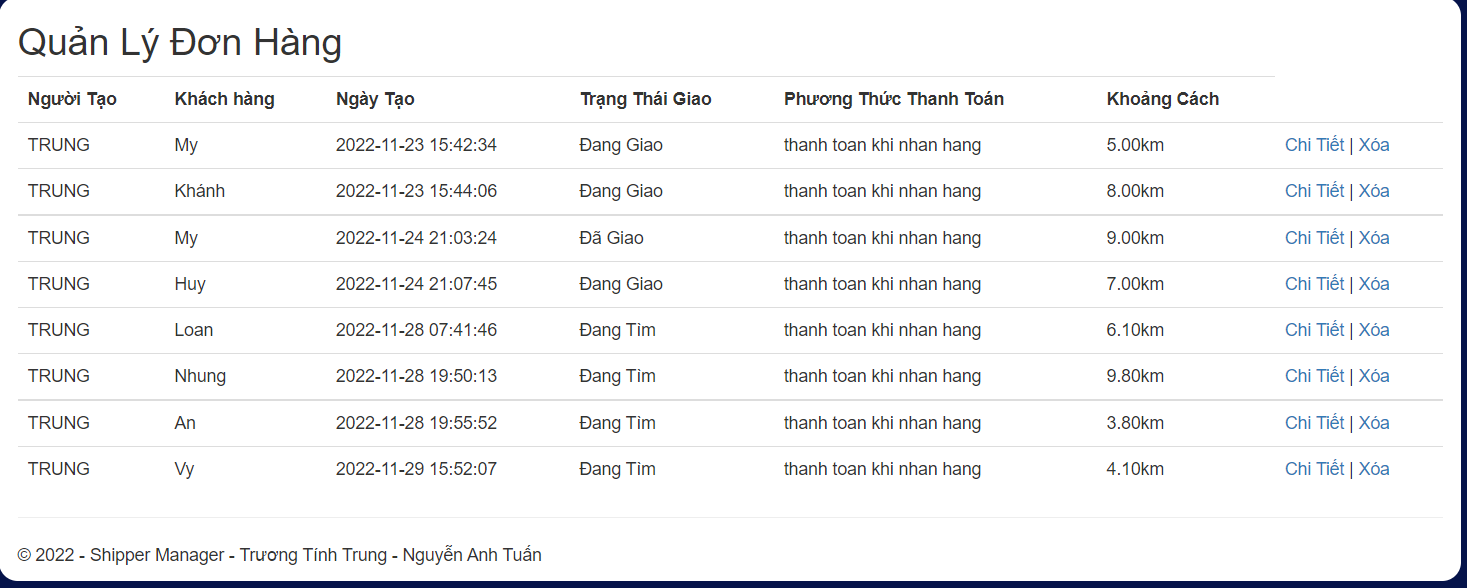 Quản Lý Đơn Hàng
Người Tạo Khách hàng Ngày Tạo Trạng Thái Giao Phương Thức Thanh Toán Khoảng Cách
TRUNG My 2022-11-23 15:42:34 Đang Giao thanh toan khi nhan hang 5.00km Chi Tiết | Xóa
TRUNG Khánh 2022-11-23 15:44:06 Đang Giao thanh toan khi nhan hang 8.00km Chi Tiết | Xóa
TRUNG My 2022-11-24 21:03:24 Đã Giao thanh toan khi nhan hang 9.00km Chi Tiết | Xóa
TRUNG Huy 2022-11-24 21:07:45 Đang Giao thanh toan khi nhan hang 7.00km Chi Tiết | Xóa
TRUNG Loan 2022-11-28 07:41:46 Đang Tìm thanh toan khi nhan hang 6.10km Chi Tiết | Xóa
TRUNG Nhung 2022-11-28 19:50:13 Đang Tìm thanh toan khi nhan hang 9.80km Chi Tiết | Xóa
TRUNG An 2022-11-28 19:55:52 Đang Tìm thanh toan khi nhan hang 3.80km Chi Tiết | Xóa
TRUNG Vy 2022-11-29 15:52:07 Đang Tìm thanh toan khi nhan hang 4.10km Chi Tiết | Xóa
© 2022 - Shipper Manager - Trương Tính Trung - Nguyễn Anh Tuấn